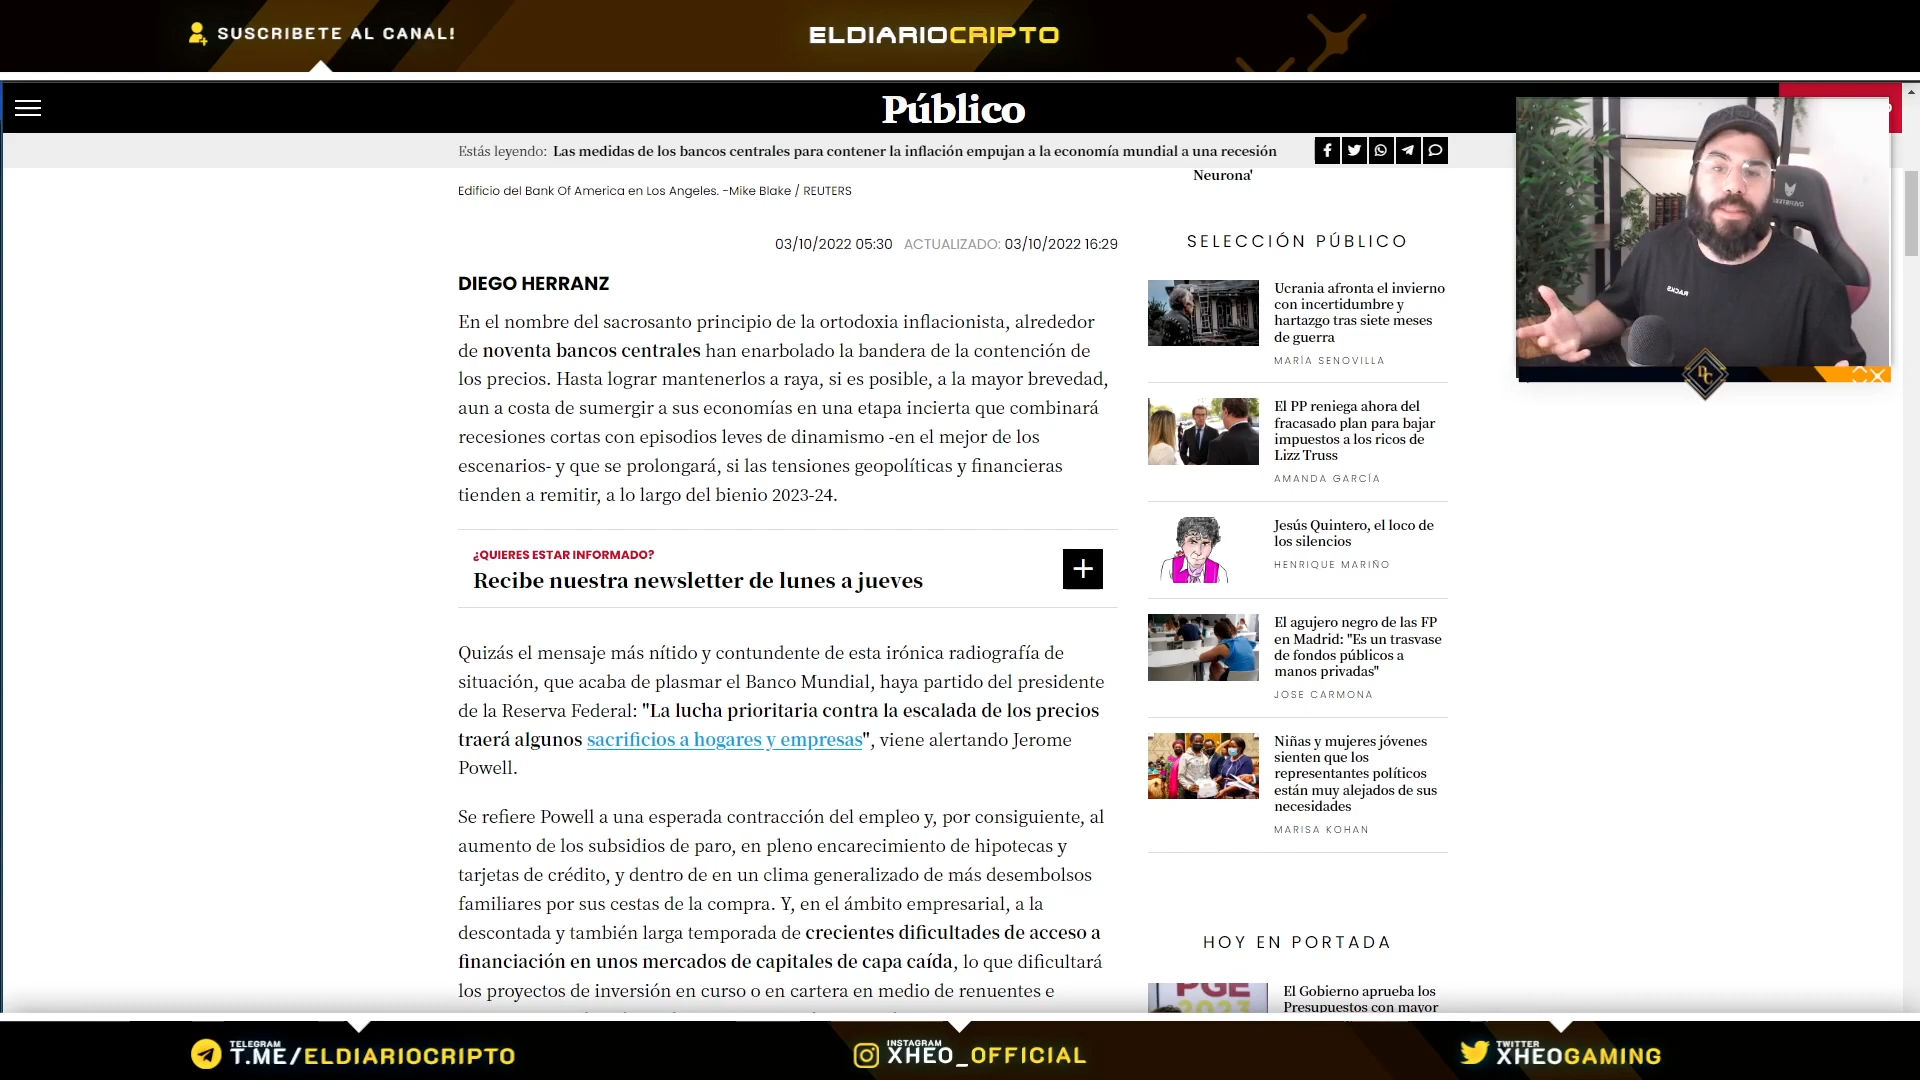 SUSCRIBETE AL CANAL!
ELDIARIOCRIPTO
Público
Estás leyendo: Las medidas de los bancos centrales para contener la inflación empujan a la economía mundial a una recesión
Edificio del Bank Of America en Los Angeles. -Mike Blake / REUTERS
03/10/2022 05:30 ACTUALIZADO: 03/10/2022 16:29
DIEGO HERRANZ
En el nombre del sacrosanto principio de la ortodoxia inflacionista, alrededor
de noventa bancos centrales han enarbolado la bandera de la contención de
los precios. Hasta lograr mantenerlos a raya, si es posible, a la mayor brevedad,
aun a costa de sumergir a sus economías en una etapa incierta que combinará
recesiones cortas con episodios leves de dinamismo -en el mejor de los
escenarios- y que se prolongará, si las tensiones geopolíticas y financieras
tienden a remitir, a lo largo del bienio 2023-24.
¿QUIERES ESTAR INFORMADO?
Recibe nuestra newsletter de lunes a jueves
Quizás el mensaje más nítido y contundente de esta irónica radiografía de
situación, que acaba de plasmar el Banco Mundial, haya partido del presidente
de la Reserva Federal: "La lucha prioritaria contra la escalada de los precios
traerá algunos sacrificios a hogares y empresas", viene alertando Jerome
Powell.
Se refiere Powell a una esperada contracción del empleo y, por consiguiente, al
aumento de los subsidios de paro, en pleno encarecimiento de hipotecas y
tarjetas de crédito, y dentro de en un clima generalizado de más desembolsos
familiares por sus cestas de la compra. Y, en el ámbito empresarial, a la
descontada y también larga temporada de crecientes dificultades de acceso a
financiación en unos mercados de capitales de capa caída, lo que dificultará
los proyectos de inversión en curso o en cartera en medio de renuentes e
Neurona'
SELECCIÓN PÚBLICO
Ucrania afronta el invierno
con incertidumbre y
hartazgo tras siete meses
de guerra
MARÍA SENOVILLA
El PP reniega ahora del
fracasado plan para bajar
impuestos a los ricos de
Lizz Truss
AMANDA GARCÍA
Jesús Quintero, el loco de
los silencios
HENRIQUE MARIÑO
El agujero negro de las FP
en Madrid: "Es un trasvase
de fondos públicos a
manos privadas"
JOSE CARMONA
Niñas y mujeres jóvenes
sienten que los
representantes políticos
están muy alejados de sus
necesidades
MARISA KOHAN
HOY EN PORTADA
PGE
2023
El Gobierno aprueba los
Presupuestos con mayor
RACKS
DC
TELEGRAM
T.ME/ELDIARIOCRIPTO
INSTAGRAM
XHEO_OFFICIAL
TWITTER
XHEOGAMING